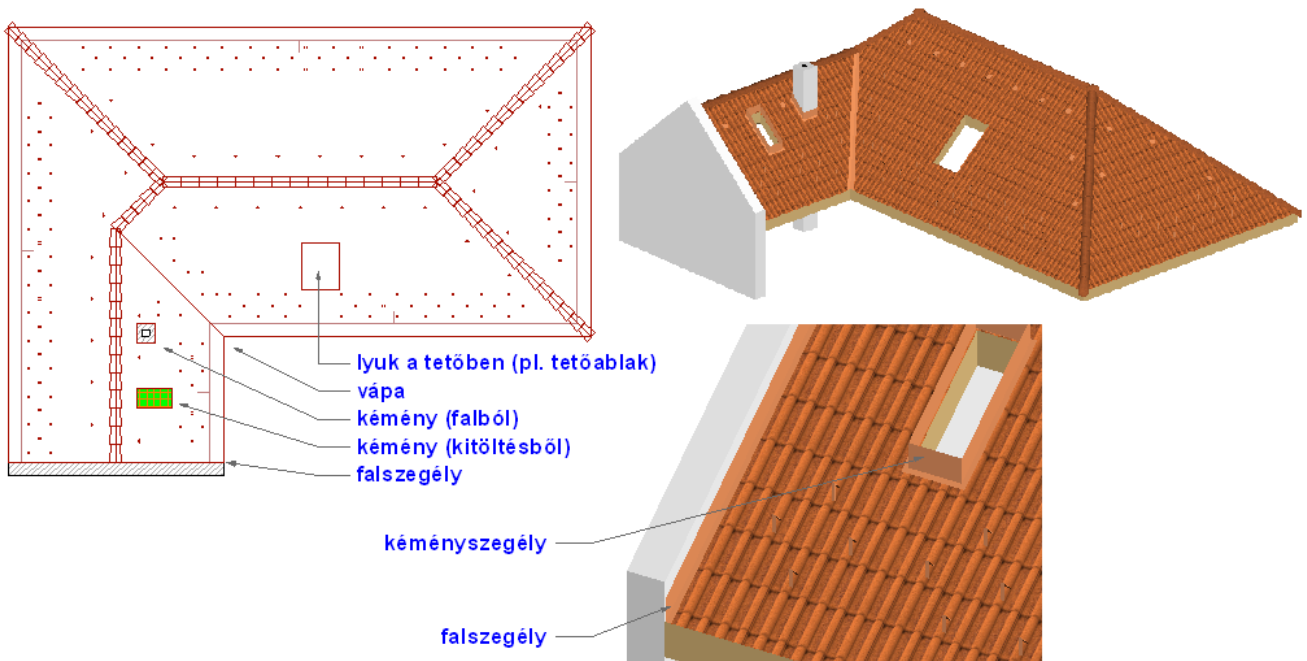 lyuk a tetőben (pl. tetőablak)
vápa
kémény (falból)
kémény (kitöltésből)
falszegély
kéményszegély
falszegély